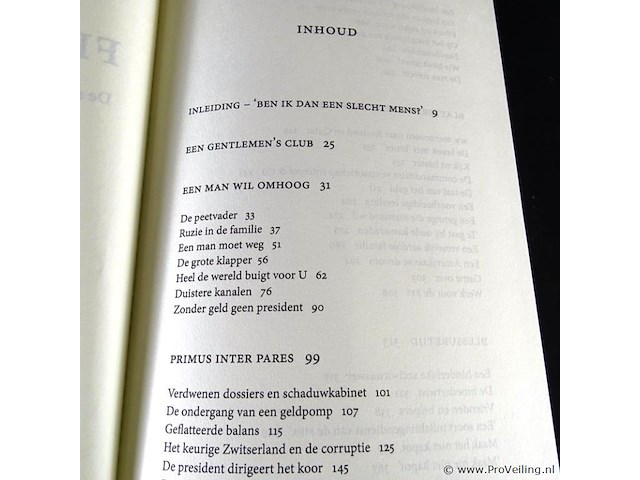 INHOUD
INLEIDING – ‘BEN IK DAN EEN SLECHT MENS?’ 9
EEN GENTLEMEN’S CLUB 25
EEN MAN WIL OMHOOG 31
De peetvader 33
Ruzie in de familie 37
Een man moet weg 51
De grote klapper 56
Heel de wereld buigt voor U 62
Duistere kanalen 76
Zonder geld geen president 90
PRIMUS INTER PARES 99
Verdwenen dossiers en schaduwkabinet 101
De ondergang van een geldpomp 107
Geflatteerde balans 115
Het keurige Zwitserland en de corruptie 125
De president dirigeert het koor 145
© www.ProVeiling.nl